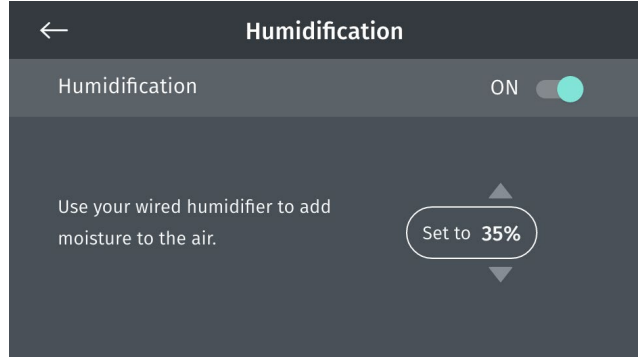 Humidification
Humidification ON
Use your wired humidifier to add
moisture to the air.
Set to 35%